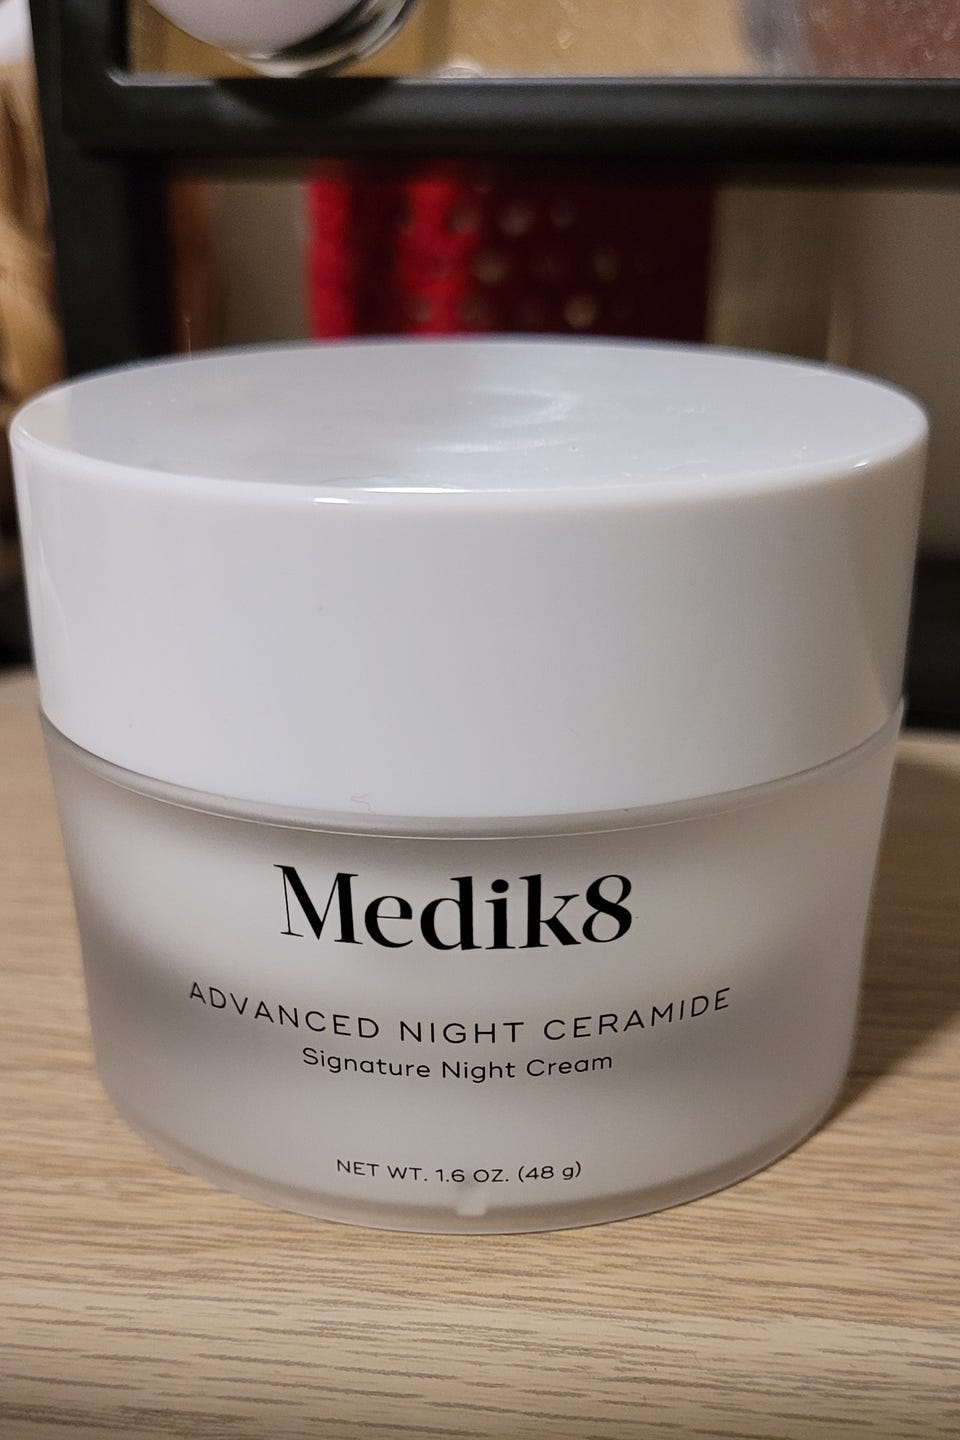 Medik8
ADVANCED NIGHT CERAMIDE
Signature Night Cream
NET WT. 1.6 OZ. (48 g)